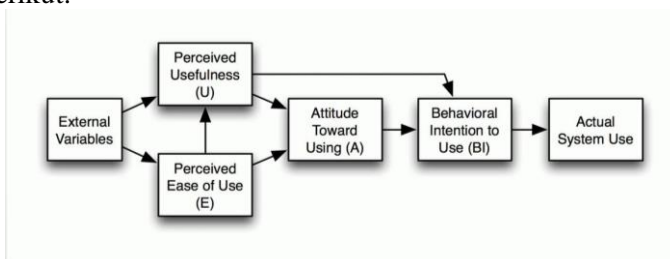 Perceived
Usefulness
(U)
External
Variables
Attitude
Toward
Using (A)
Behavioral
Intention to
Use (BI)
Actual
System Use
Perceived
Ease of Use
(E)